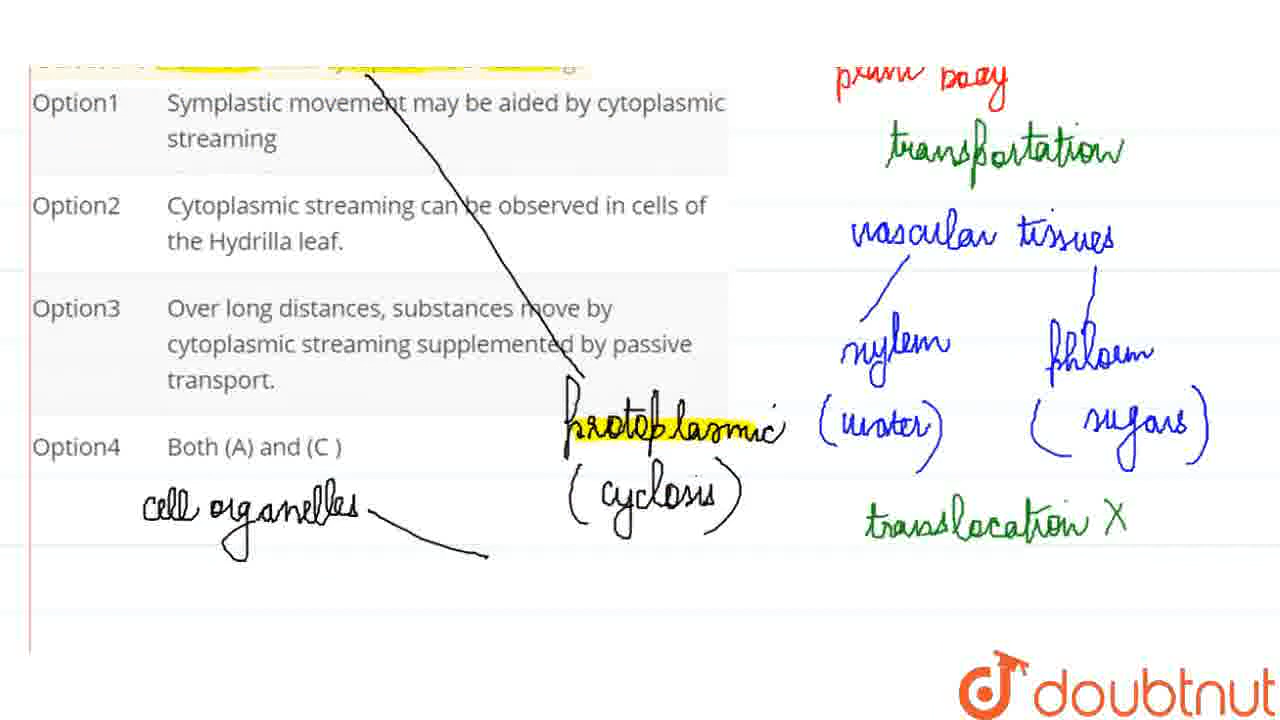 Option1 Symplastic movement may be aided by cytoplasmic
streaming
Option2 Cytoplasmic streaming can be observed in cells of
the Hydrilla leaf.
Option3 Over long distances, substances move by
cytoplasmic streaming supplemented by passive
transport.
Option4 Both (A) and (C )
cell organelles
protoplasmic
(cyclosis)
body
transportation
vascular tissues
xylem phloem
(water) (sugars)
translocation X
doubtnut